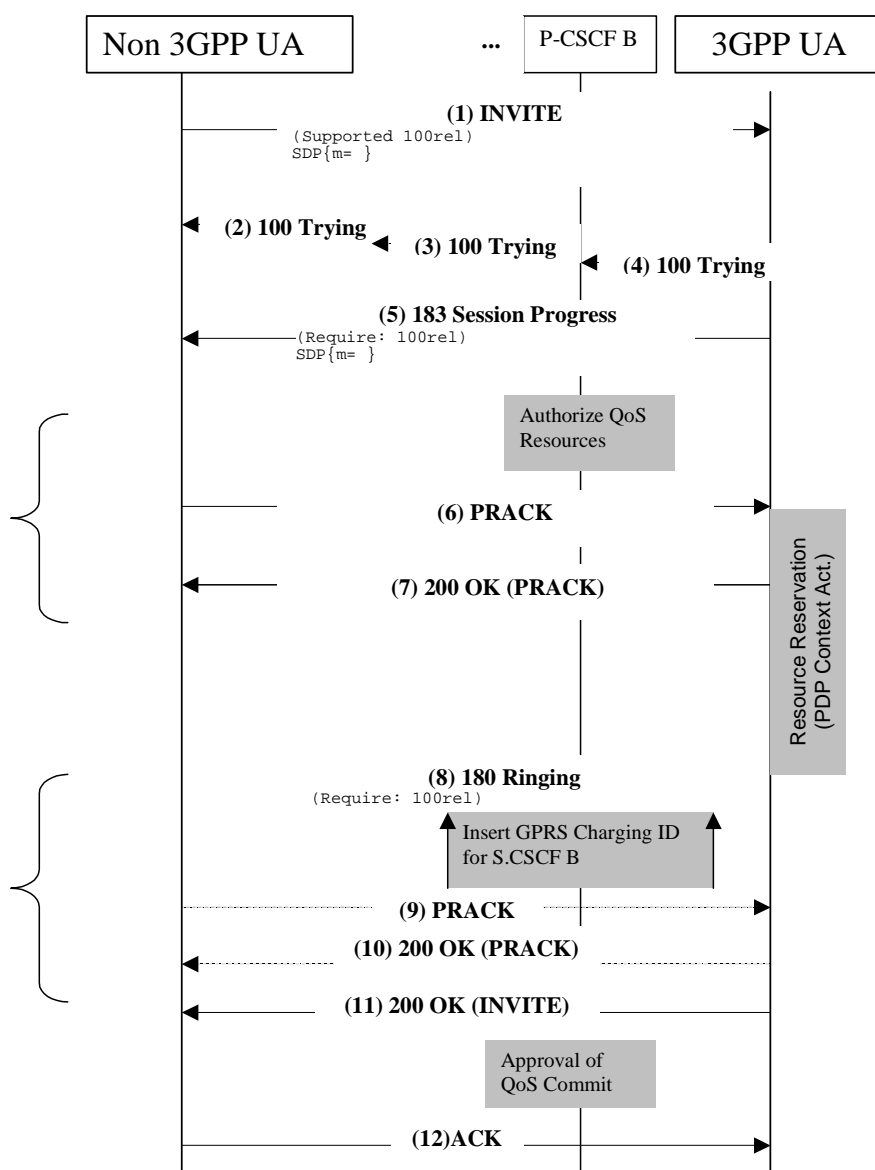 Non 3GPP UA
...
P-CSCF B
3GPP UA
(1) INVITE
(Supported 100rel)
SDP{m= }
(2) 100 Trying
(3) 100 Trying
(4) 100 Trying
(5) 183 Session Progress
(Require: 100rel)
SDP{m= }
Authorize QoS
Resources
(6) PRACK
(7) 200 OK (PRACK)
Resource Reservation
(PDP Context Act.)
(8) 180 Ringing
(Require: 100rel)
Insert GPRS Charging ID
for S.CSCF B
(9) PRACK
(10) 200 OK (PRACK)
(11) 200 OK (INVITE)
Approval of
QoS Commit
(12)ACK